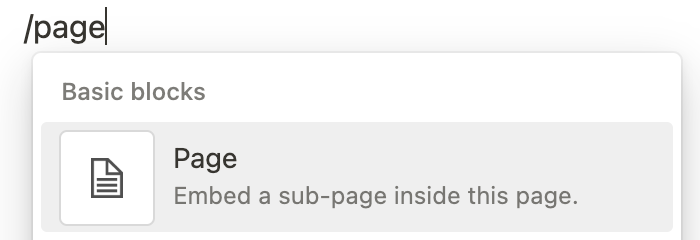 /page
Basic blocks
Page
Embed a sub-page inside this page.